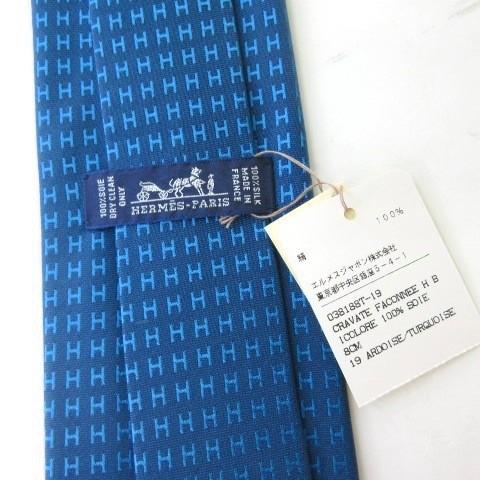 100%SOIE
DRY CLEAN
ONLY
HERMÈS-PARIS
100%SILK
MADE IN
FRANCE
絹 100%
エルメスジャポン株式会社
東京都中央区銀座5-4-1
038188T-19
CRAVATE FACONNEE H B
ICOLORE 100% SOIE
8CM
19 ARDOISE/TURQUOISE